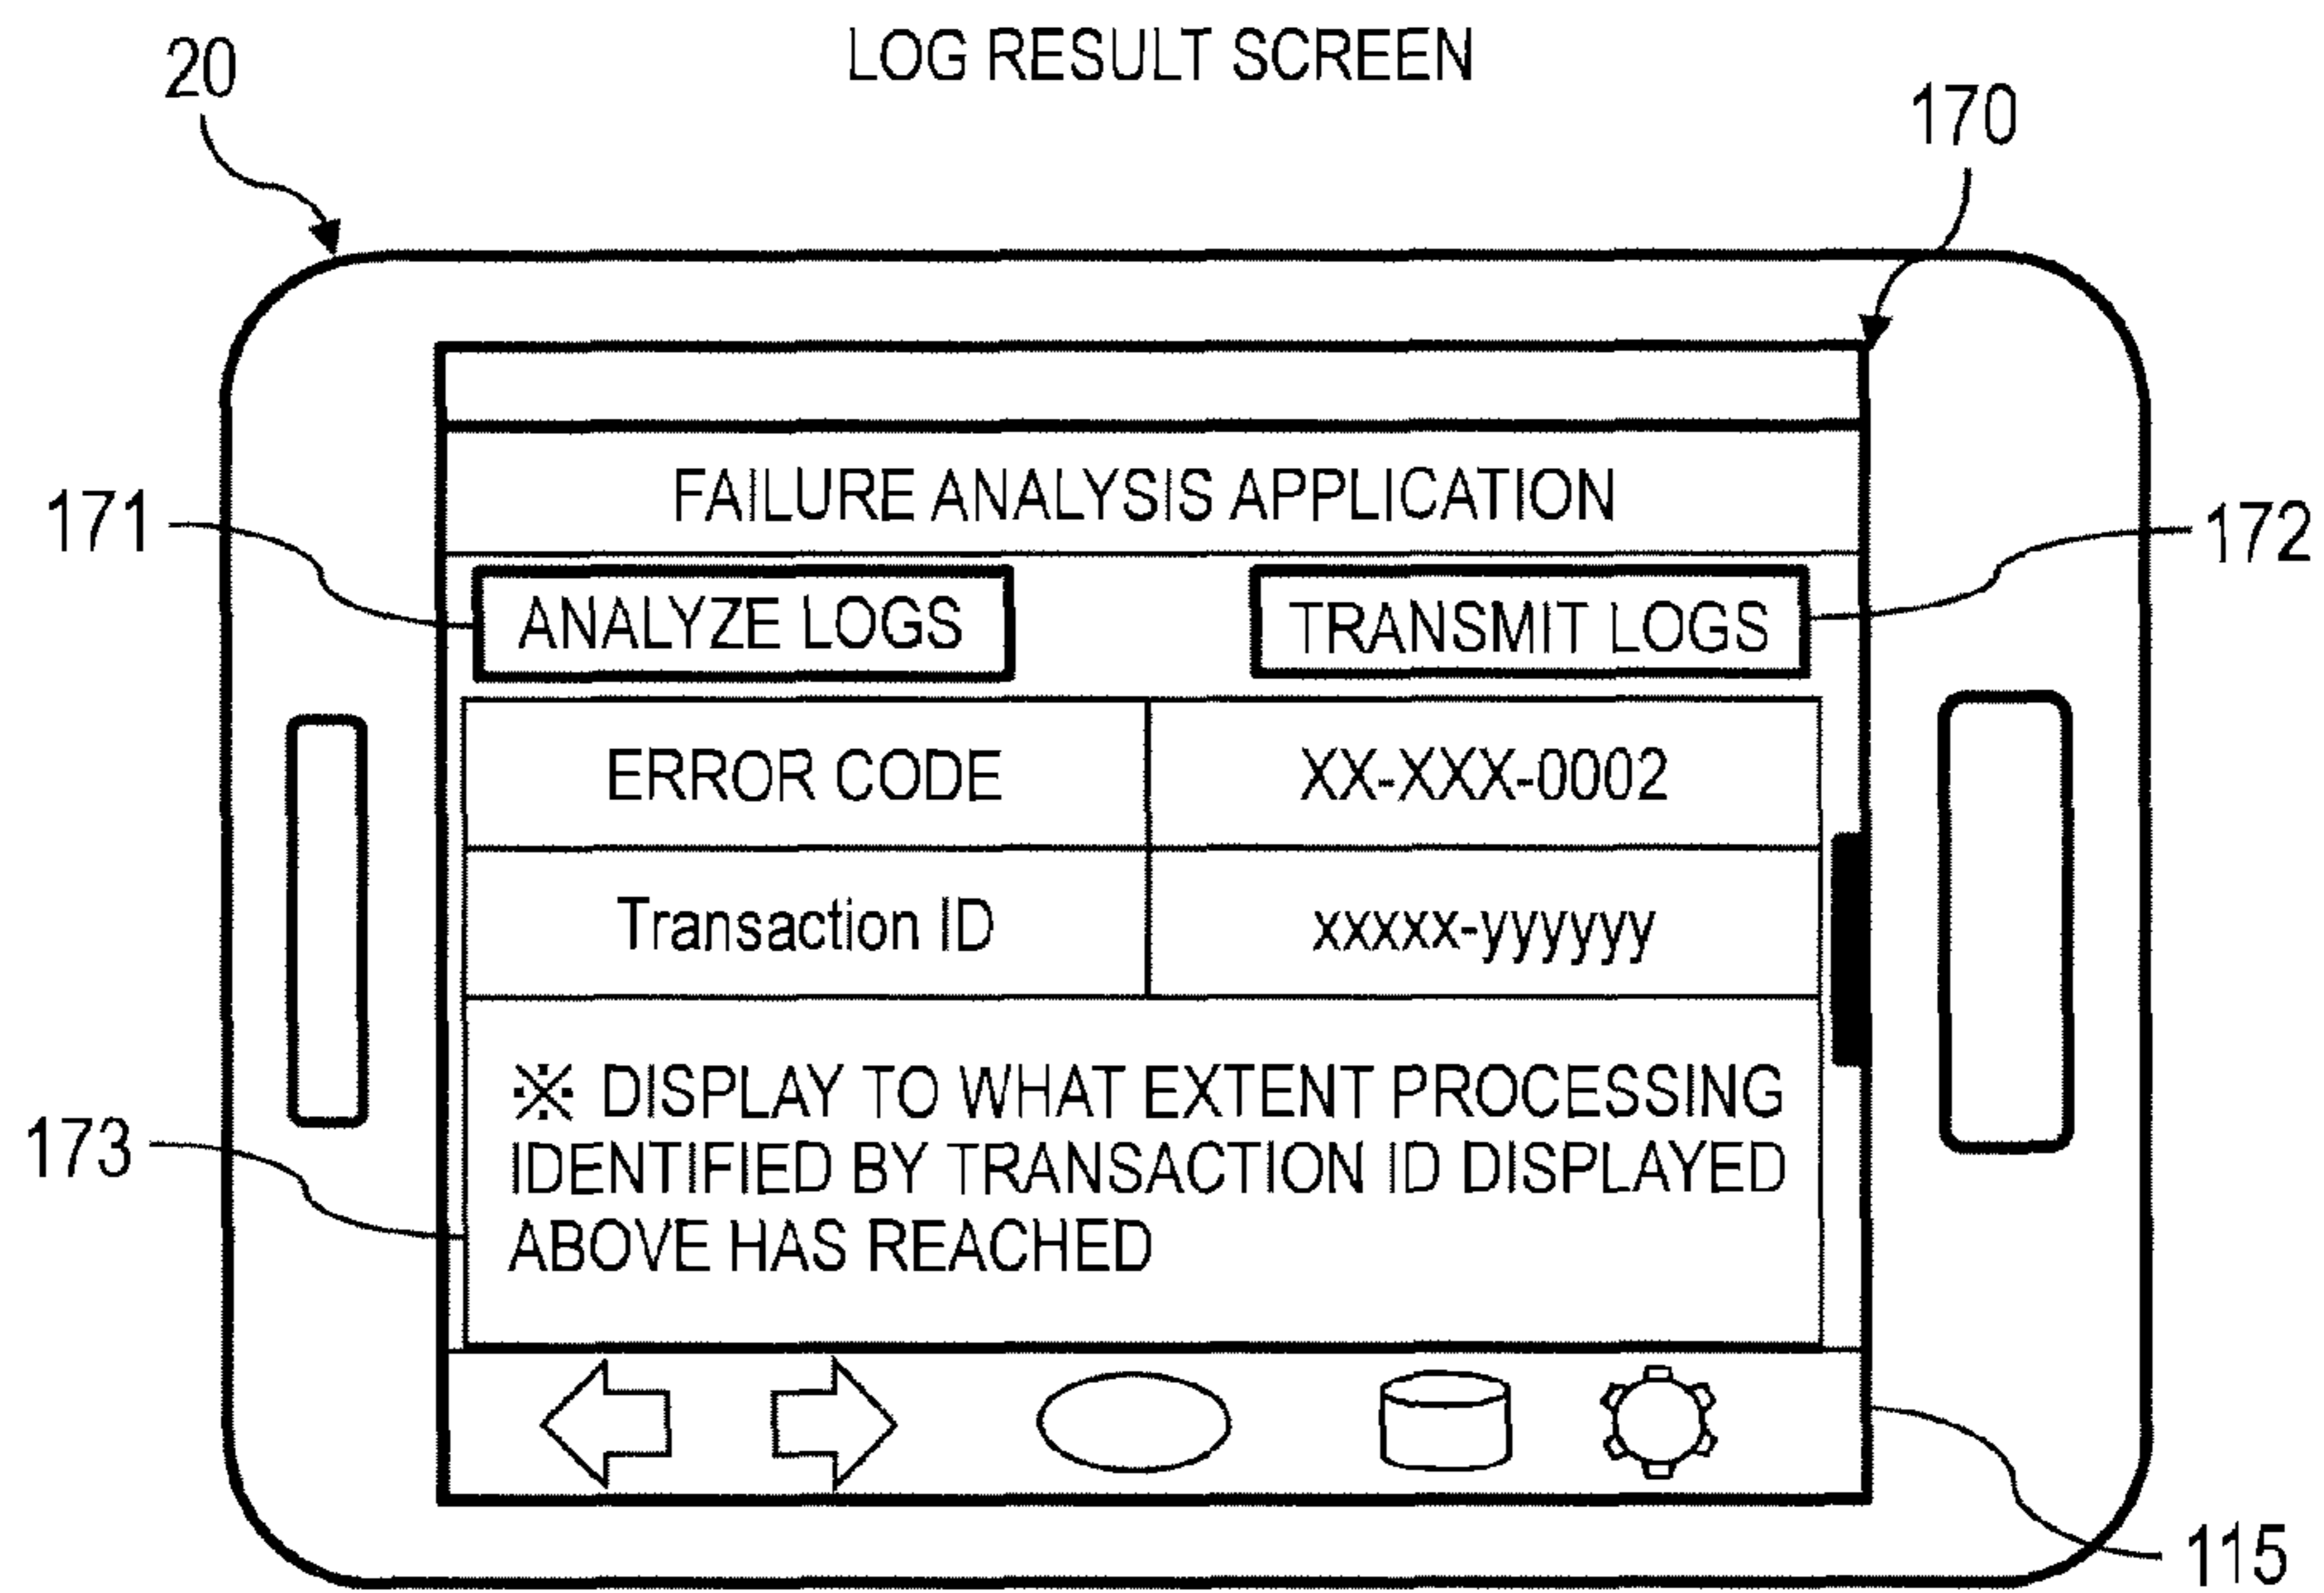 LOG RESULT SCREEN
20
170
FAILURE ANALYSIS APPLICATION
171
172
ANALYZE LOGS
TRANSMIT LOGS
ERROR CODE
XX-XXX-0002
Transaction ID
xxxxx-yyyyyy
※ DISPLAY TO WHAT EXTENT PROCESSING
IDENTIFIED BY TRANSACTION ID DISPLAYED
ABOVE HAS REACHED
173
115